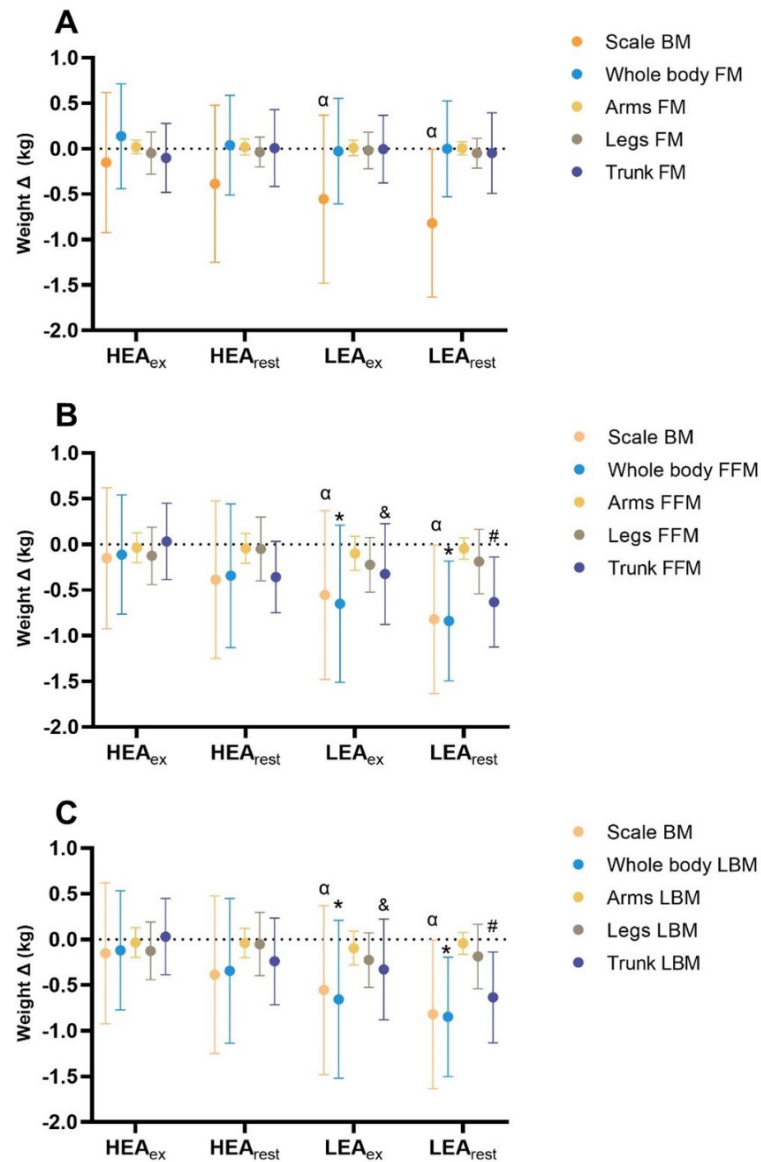 A
1.0
0.5
0.0
-0.5
-1.0
-1.5
-2.0
Weight Δ (kg)
α
α
HEAex
HEArest
LEAex
LEArest
Scale BM
Whole body FM
Arms FM
Legs FM
Trunk FM
B
1.0
0.5
0.0
-0.5
-1.0
-1.5
-2.0
Weight Δ (kg)
α
*
&
α
*
#
HEAex
HEArest
LEAex
LEArest
Scale BM
Whole body FFM
Arms FFM
Legs FFM
Trunk FFM
C
1.0
0.5
0.0
-0.5
-1.0
-1.5
-2.0
Weight Δ (kg)
α
*
&
α
*
#
HEAex
HEArest
LEAex
LEArest
Scale BM
Whole body LBM
Arms LBM
Legs LBM
Trunk LBM